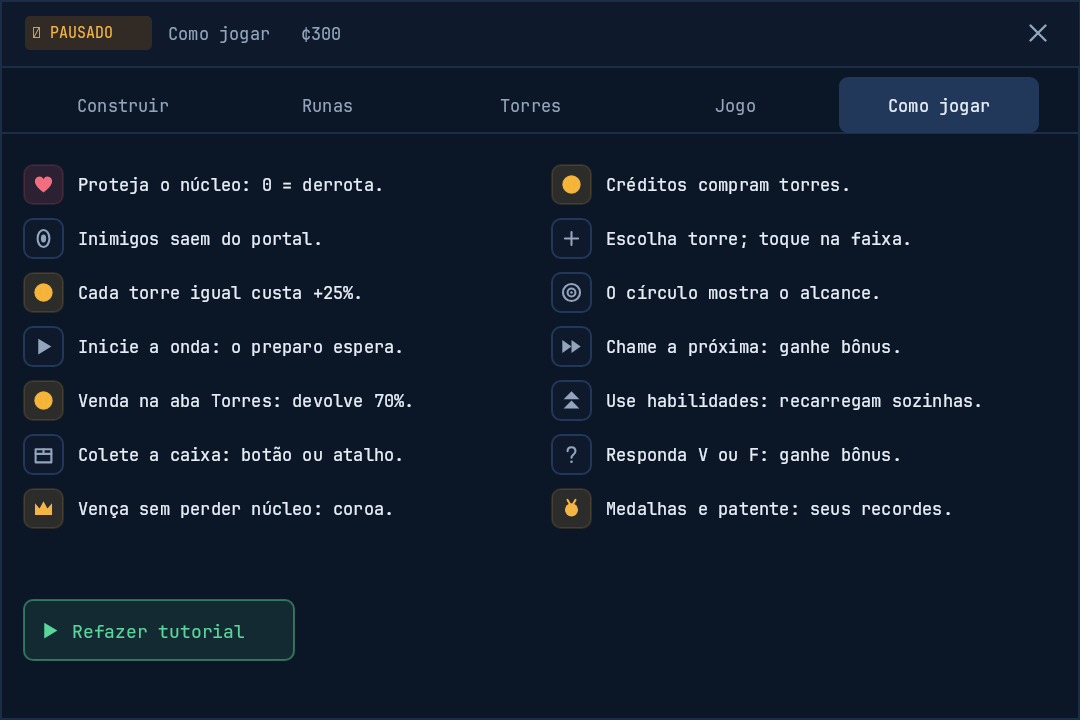 PAUSADO Como jogar ₵300
Construir Runas Torres Jogo Como jogar
Proteja o núcleo: 0 = derrota.
Créditos compram torres.
Inimigos saem do portal.
Escolha torre; toque na faixa.
Cada torre igual custa +25%.
O círculo mostra o alcance.
Inicie a onda: o preparo espera.
Chame a próxima: ganhe bônus.
Venda na aba Torres: devolve 70%.
Use habilidades: recarregam sozinhas.
Colete a caixa: botão ou atalho.
Responda V ou F: ganhe bônus.
Vença sem perder núcleo: coroa.
Medalhas e patente: seus recordes.
Refazer tutorial